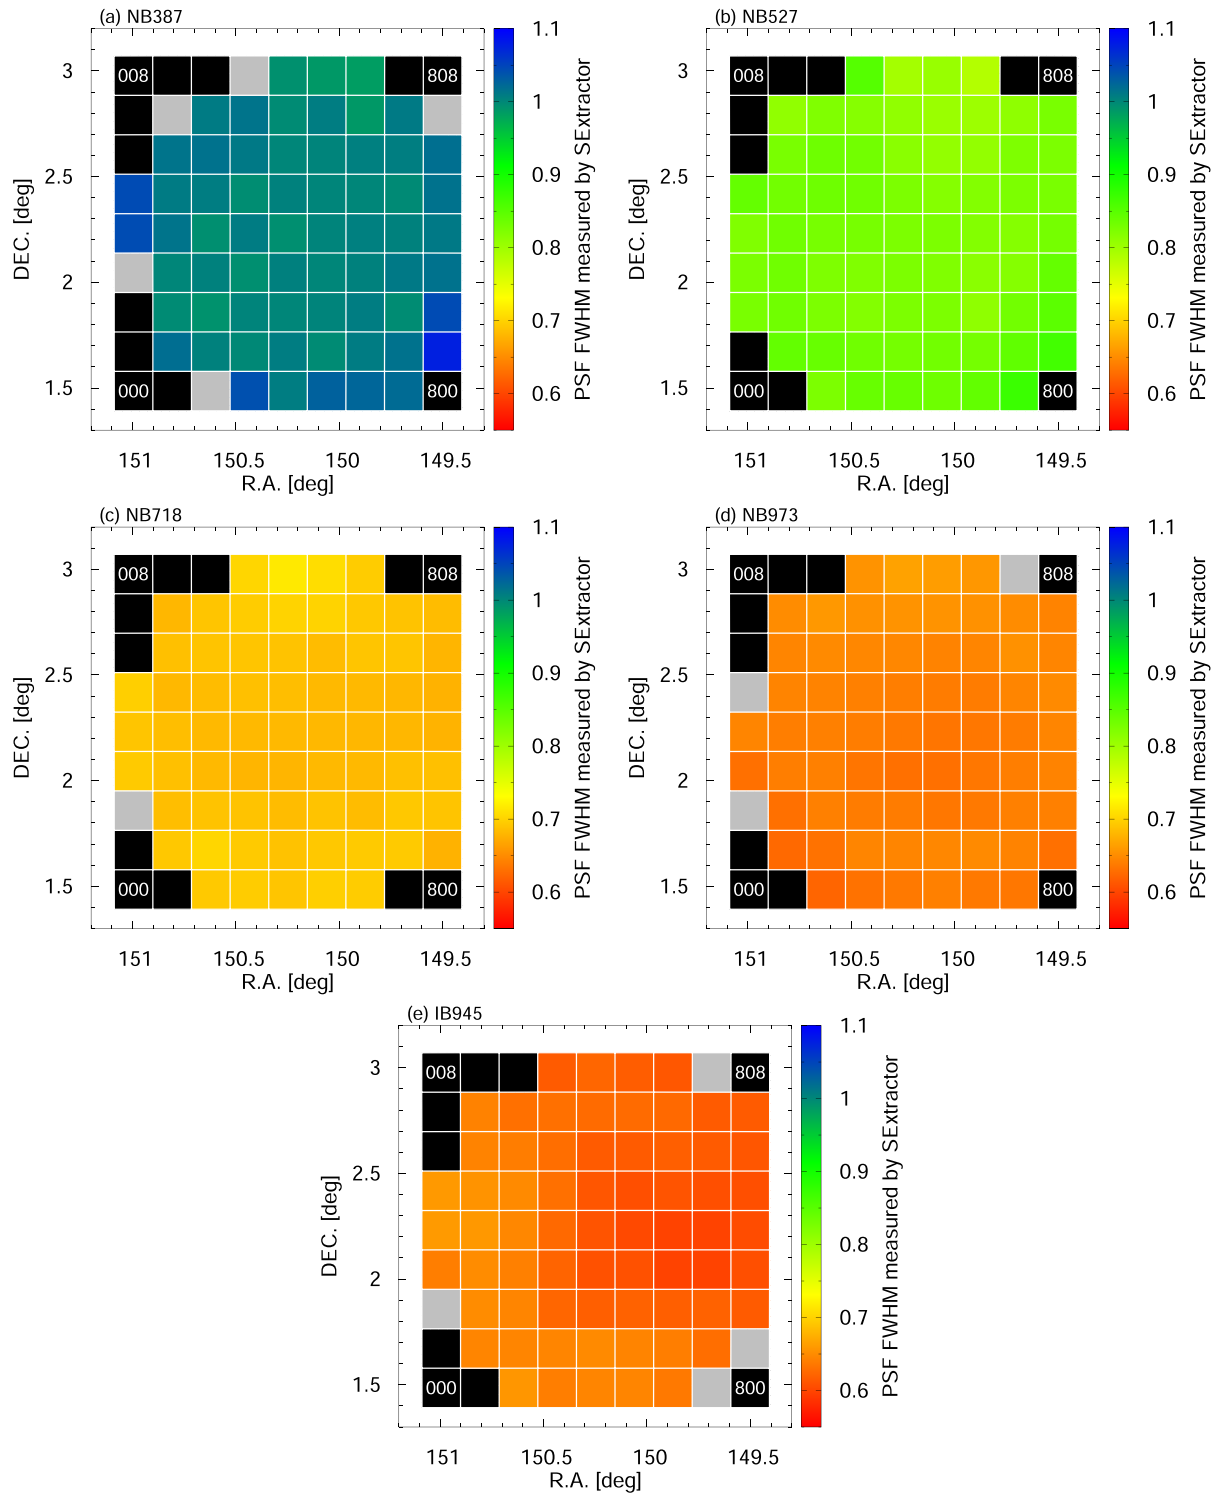 (a) NB387
008
808
000
800
3
2.5
2
1.5
DEC. [deg]
151 150.5 150 149.5
R.A. [deg]
1.1
1
0.9
0.8
0.7
0.6
PSF FWHM measured by SExtractor
(b) NB527
008
808
000
800
3
2.5
2
1.5
DEC. [deg]
151 150.5 150 149.5
R.A. [deg]
1.1
1
0.9
0.8
0.7
0.6
PSF FWHM measured by SExtractor
(c) NB718
008
808
000
800
3
2.5
2
1.5
DEC. [deg]
151 150.5 150 149.5
R.A. [deg]
1.1
1
0.9
0.8
0.7
0.6
PSF FWHM measured by SExtractor
(d) NB973
008
808
000
800
3
2.5
2
1.5
DEC. [deg]
151 150.5 150 149.5
R.A. [deg]
1.1
1
0.9
0.8
0.7
0.6
PSF FWHM measured by SExtractor
(e) IB945
008
808
000
800
3
2.5
2
1.5
DEC. [deg]
151 150.5 150 149.5
R.A. [deg]
1.1
1
0.9
0.8
0.7
0.6
PSF FWHM measured by SExtractor